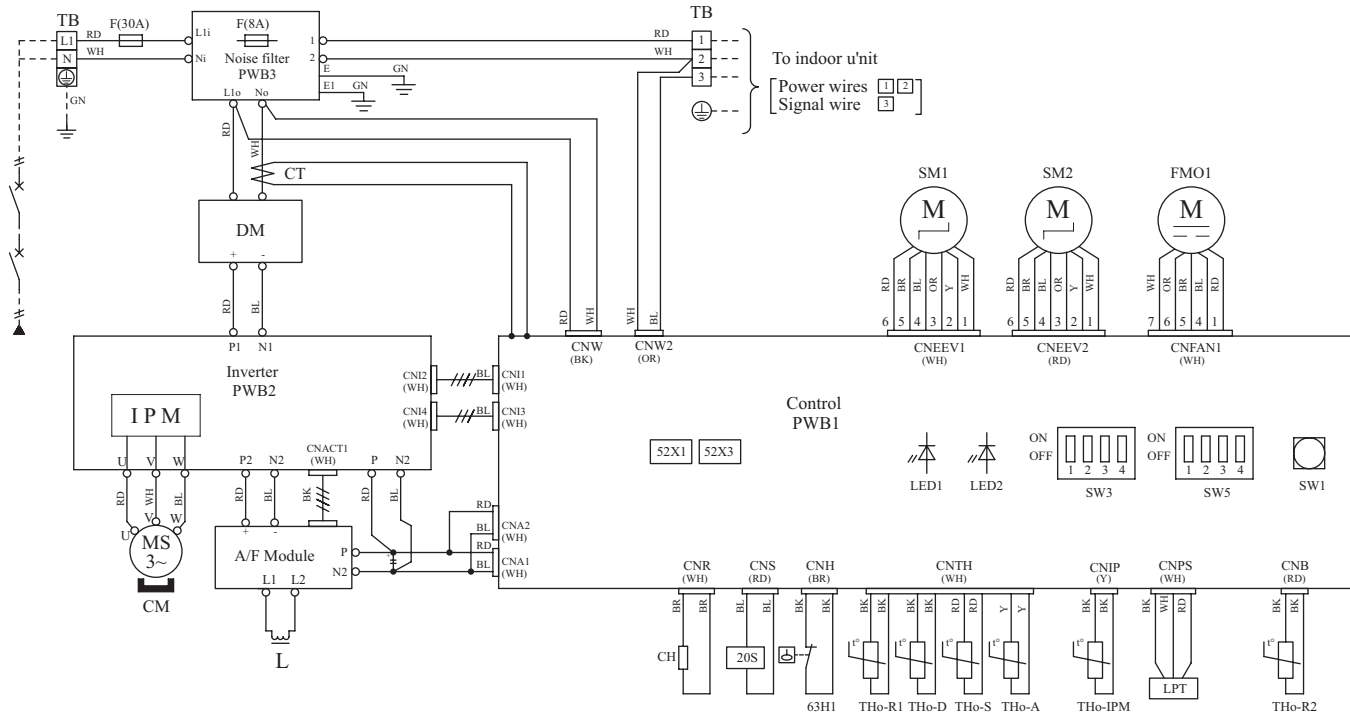 TB
F(30A)
F(8A)
TB
L1
RD
L1i
1
RD
1
N
WH
Ni
2
WH
2
Noise filter
PWB3
E
GN
3
E1
GN
GN
L1o
No
To indoor u'nit
Power wires 1 2
Signal wire 3
RD
WH
CT
SM1
SM2
FMO1
M
M
M
DM
+
-
RD
BR
BL
OR
Y
WH
RD
BR
BL
OR
Y
WH
WH
OR
BR
BL
RD
RD
BL
RD
WH
WH
BL
6 5 4 3 2 1
6 5 4 3 2 1
7 6 5 4 1
P1
N1
CNW
(BK)
CNW2
(OR)
CNEEV1
(WH)
CNEEV2
(RD)
CNFAN1
(WH)
Inverter
PWB2
CNI2
(WH)
BL
CNI1
(WH)
CNI4
(WH)
BL
CNI3
(WH)
Control
PWB1
I P M
CNACT1
(WH)
52X1
52X3
LED1
LED2
ON
OFF
1 2 3 4
SW3
ON
OFF
1 2 3 4
SW5
SW1
U
V
W
P2
N2
P
N2
RD
WH
BL
RD
BL
BK
RD
BL
RD
BL
CNA2
(WH)
RD
BL
CNA1
(WH)
U
V
W
MS
3~
CM
+
-
A/F Module
P
N2
L1
L2
L
CNR
(WH)
CNS
(RD)
CNH
(BR)
CNTH
(WH)
CNIP
(Y)
CNPS
(WH)
CNB
(RD)
BR
BR
BL
BL
BK
BK
BK
BK
BK
BK
RD
RD
Y
Y
BK
BK
BK
WH
RD
BK
BK
CH
20S
t°
t°
t°
t°
t°
LPT
t°
63H1
THo-R1
THo-D
THo-S
THo-A
THo-IPM
THo-R2